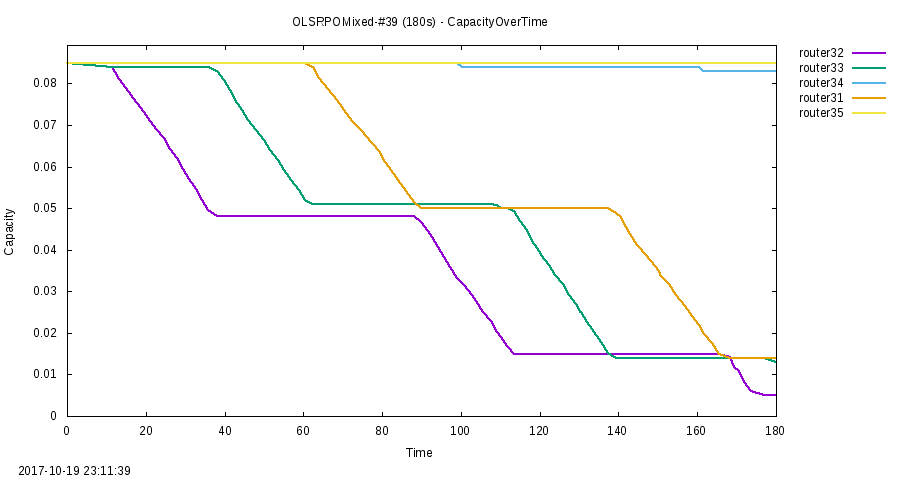 OLSRPOMixed-#39 (180s) - CapacityOverTime
router32
router33
router34
router31
router35
Capacity
0.08
0.07
0.06
0.05
0.04
0.03
0.02
0.01
0
0 20 40 60 80 100 120 140 160 180
Time
2017-10-19 23:11:39